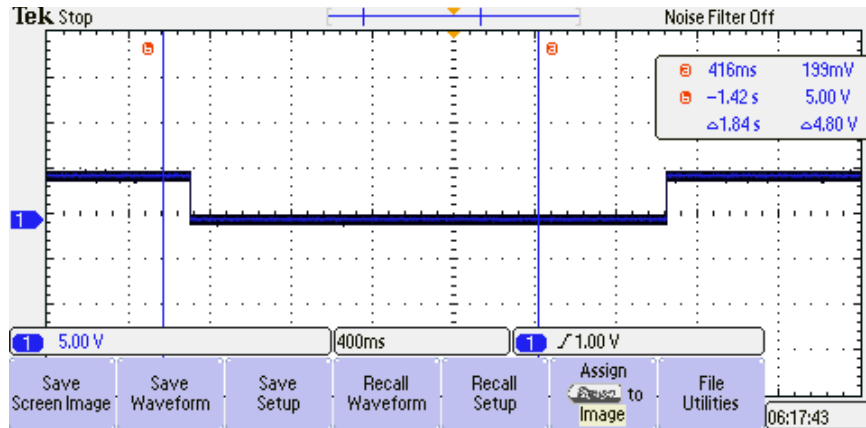 Tek Stop
Noise Filter Off
b
a
a 416ms 199mV
b −1.42 s 5.00 V
△1.84 s △4.80 V
1
1 5.00 V
400ms
1 ∫ 1.00 V
Save Screen Image
Save Waveform
Save Setup
Recall Waveform
Recall Setup
Assign
to
Image
File Utilities
06:17:43